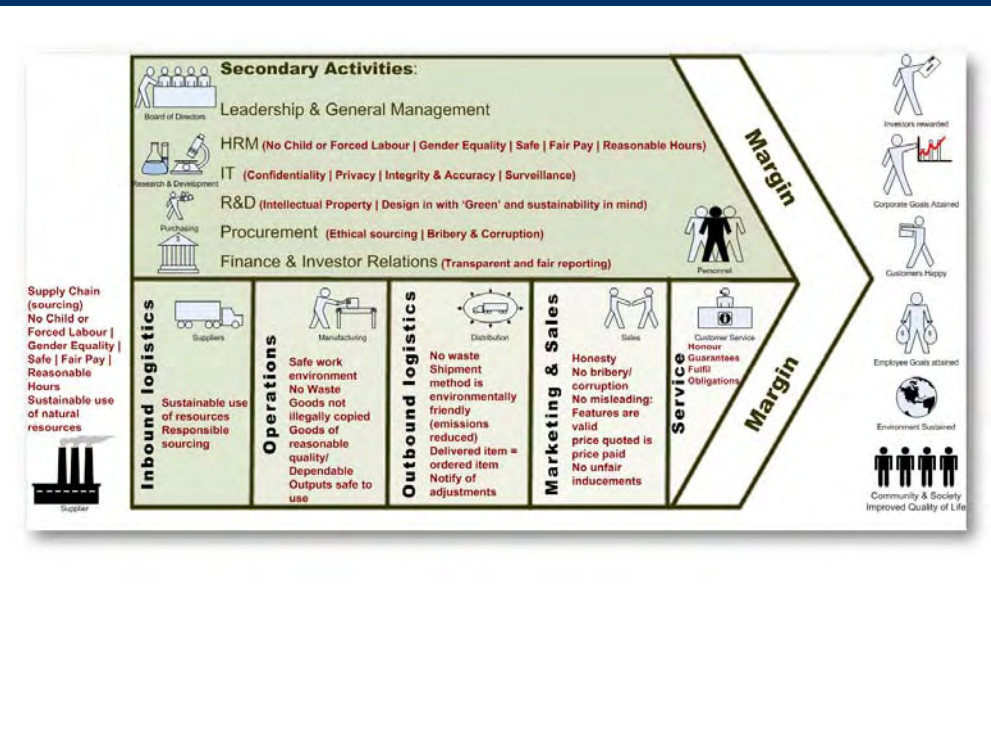 Secondary Activities:
Board of Directors
Leadership & General Management
HRM (No Child or Forced Labour | Gender Equality | Safe | Fair Pay | Reasonable Hours)
Research & Development
IT (Confidentiality | Privacy | Integrity & Accuracy | Surveillance)
R&D (Intellectual Property | Design in with ‘Green’ and sustainability in mind)
Purchasing
Procurement (Ethical sourcing | Bribery & Corruption)
Finance & Investor Relations (Transparent and fair reporting)
Personnel
Margin
Margin
Supply Chain
(sourcing)
No Child or
Forced Labour |
Gender Equality |
Safe | Fair Pay |
Reasonable
Hours
Sustainable use
of natural
resources
Supplier
Inbound logistics
Suppliers
Sustainable use
of resources
Responsible
sourcing
Operations
Manufacturing
Safe work
environment
No Waste
Goods not
illegally copied
Goods of
reasonable
quality/
Dependable
Outputs safe to
use
Outbound logistics
Distribution
No waste
Shipment
method is
environmentally
friendly
(emissions
reduced)
Delivered item =
ordered item
Notify of
adjustments
Marketing & Sales
Sales
Honesty
No bribery/
corruption
No misleading:
Features are
valid
price quoted is
price paid
No unfair
inducements
Service
Customer Service
Honour
Guarantees
Fulfil
Obligations
Investors rewarded
Corporate Goals Attained
Customers Happy
Employee Goals attained
Environment Sustained
Community & Society
Improved Quality of Life